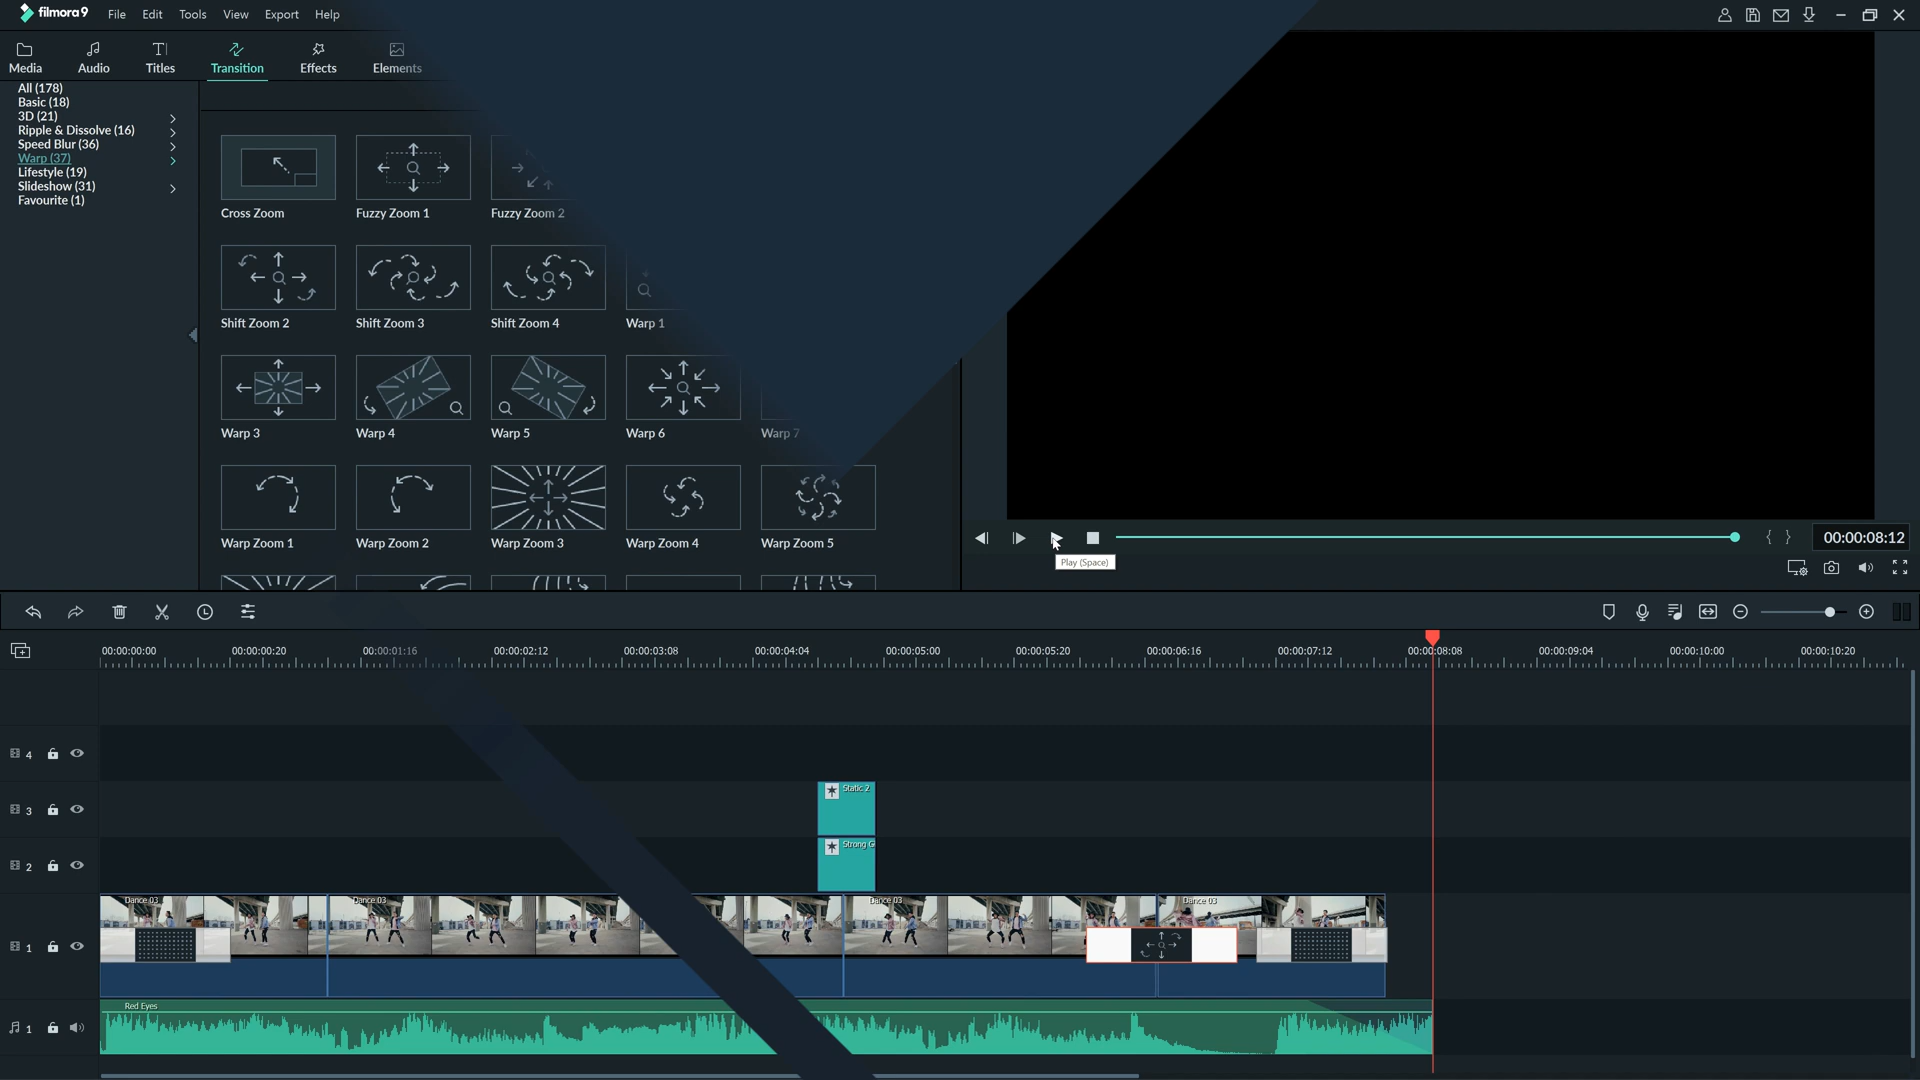 filmora9 File Edit Tools View Export Help
Media Audio Titles Transition Effects Elements
All (178)
Basic (18)
3D (21)
Ripple & Dissolve (16)
Speed Blur (36)
Warp (37)
Lifestyle (19)
Slideshow (31)
Favourite (1)
Cross Zoom Fuzzy Zoom 1 Fuzzy Zoom 2
Shift Zoom 2 Shift Zoom 3 Shift Zoom 4 Warp 1
Warp 3 Warp 4 Warp 5 Warp 6 Warp 7
Warp Zoom 1 Warp Zoom 2 Warp Zoom 3 Warp Zoom 4 Warp Zoom 5
{ } 00:00:08:12
Play (Space)
00:00:00:00 00:00:00:20 00:00:01:16 00:00:02:12 00:00:03:08 00:00:04:04 00:00:05:00 00:00:05:20 00:00:06:16 00:00:07:12 00:00:08:08 00:00:09:04 00:00:10:00 00:00:10:20
4
3 Static 2
2 Strong G
Dance 03 Dance 03 Dance 03 Dance 03
1
Red Eyes
1